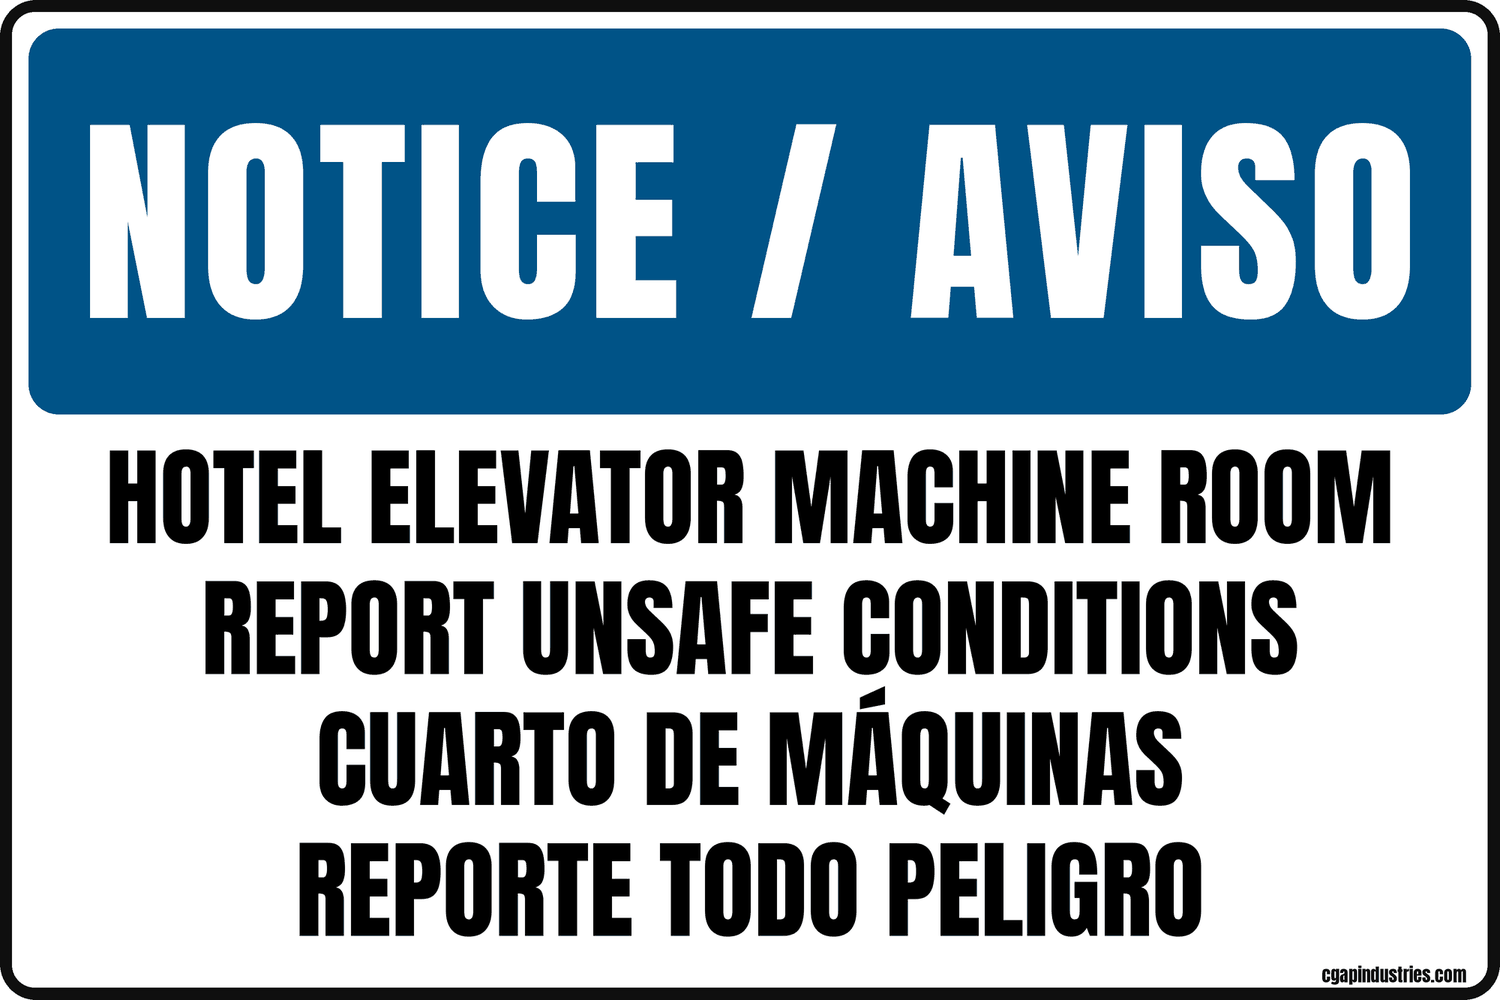 NOTICE / AVISO
HOTEL ELEVATOR MACHINE ROOM
REPORT UNSAFE CONDITIONS
CUARTO DE MÁQUINAS
REPORTE TODO PELIGRO
cgapindustries.com